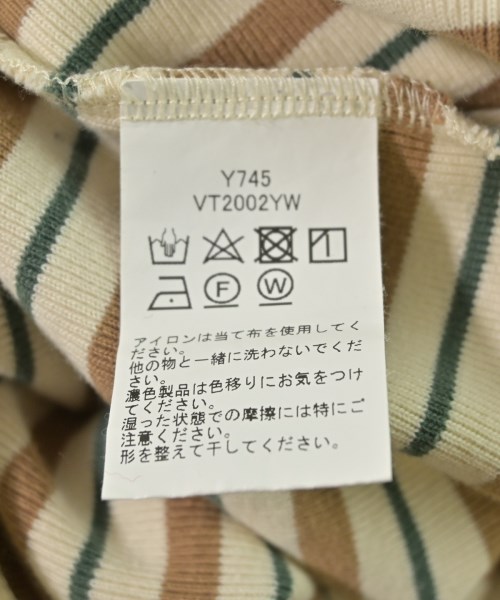 Y745
VT2002YW
F W
アイロンは当て布を使用してく
ださい。
他の物と一緒に洗わないでくだ
さい。
濃色製品は色移りにお気をつけ
てください。
湿った状態での摩擦には特にご
注意ください。
形を整えて干してください。